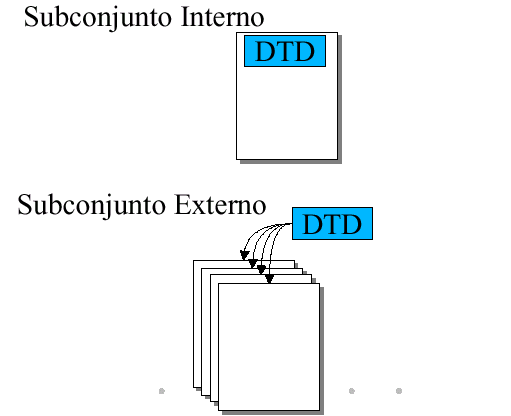 Subconjunto Interno
DTD
Subconjunto Externo
DTD